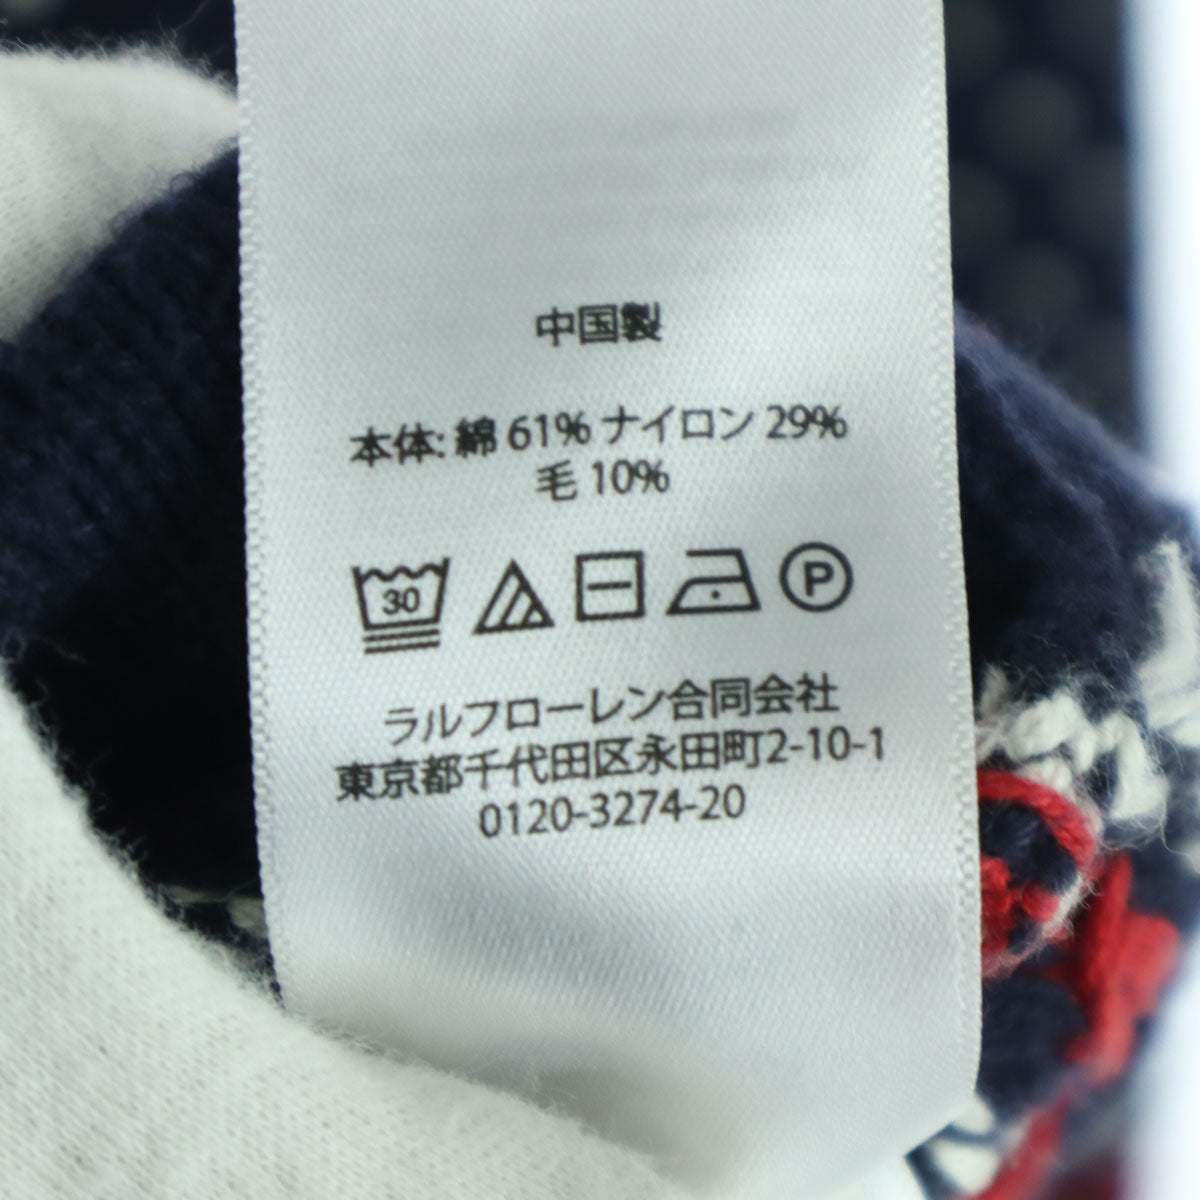 中国製
本体: 綿 61% ナイロン 29%
毛 10%
30 P
ラルフローレン合同会社
東京都千代田区永田町2-10-1
0120-3274-20